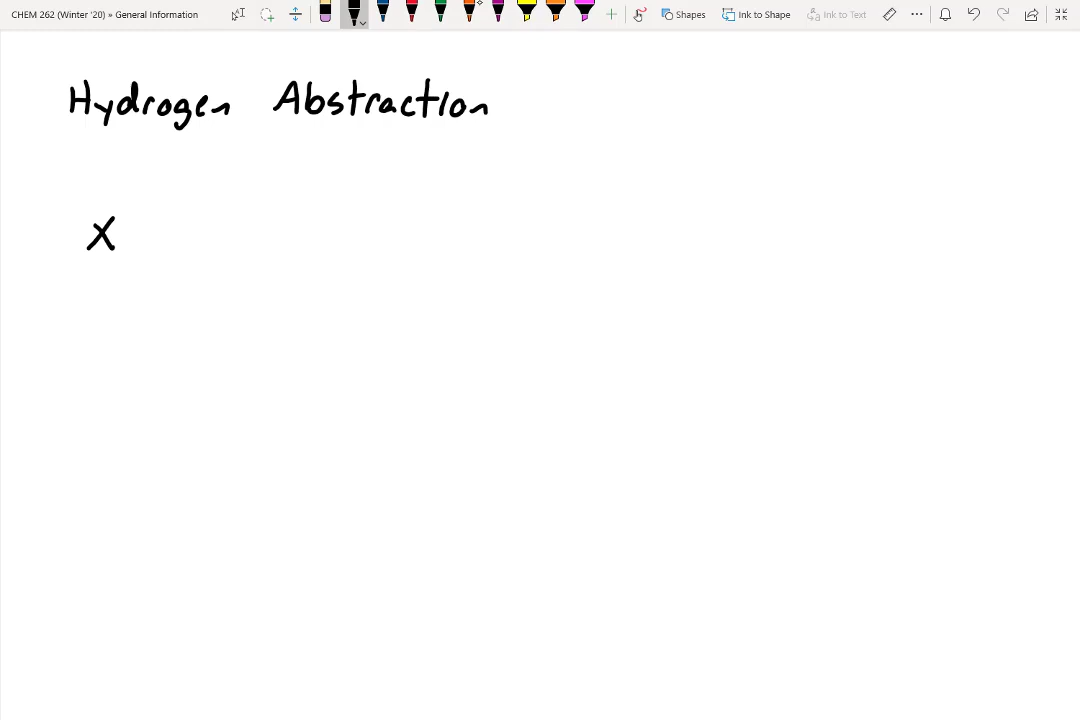 CHEM 262 (Winter '20) » General Information
Shapes
Ink to Shape
Ink to Text
Hydrogen Abstraction
X